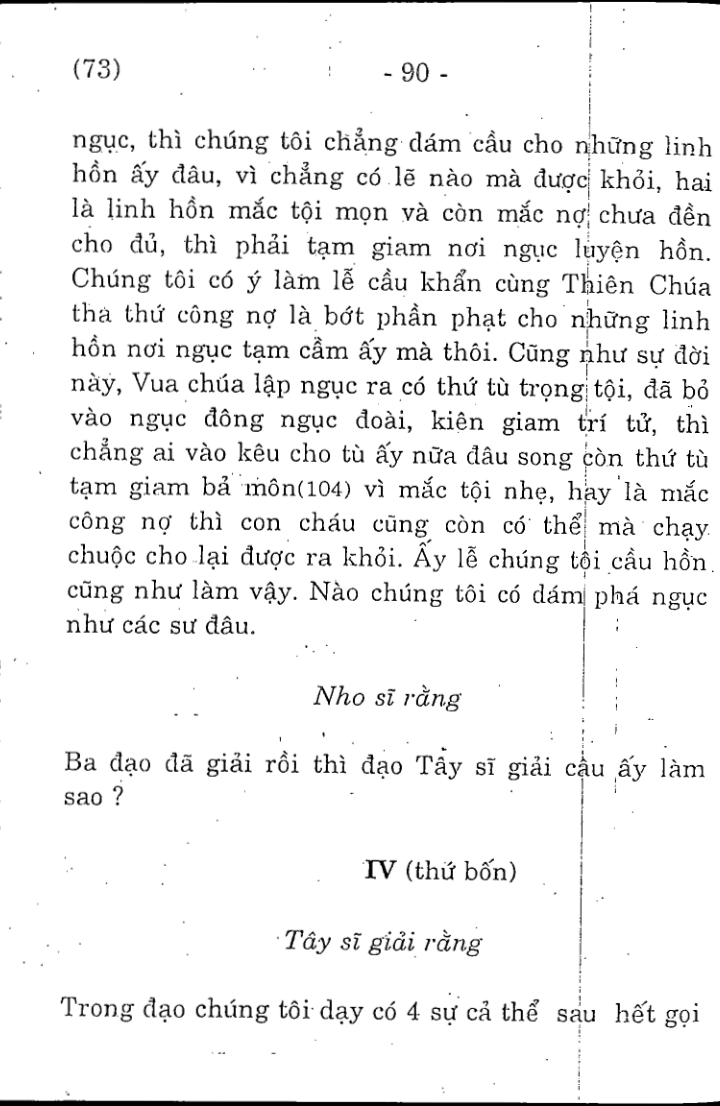 (73) - 90 -
ngục, thì chúng tôi chẳng dám cầu cho những linh
hồn ấy đâu, vì chẳng có lẽ nào mà được khỏi, hai
là linh hồn mắc tội mọn và còn mắc nợ chưa đền
cho đủ, thì phải tạm giam nơi ngục luyện hồn.
Chúng tôi có ý làm lễ cầu khẩn cùng Thiên Chúa
tha thứ công nợ là bớt phần phạt cho những linh
hồn nơi ngục tạm cầm ấy mà thôi. Cũng như sự đời
này, Vua chúa lập ngục ra có thứ tù trọng tội, đã bỏ
vào ngục đông ngục đoài, kiên giam trí tử, thì
chẳng ai vào kêu cho tù ấy nữa đâu song còn thứ tù
tạm giam bả môn(104) vì mắc tội nhẹ, hay là mắc
công nợ thì con cháu cũng còn có thể mà chạy
chuộc cho lại được ra khỏi. Ấy lễ chúng tôi cầu hồn
cũng như làm vậy. Nào chúng tôi có dám phá ngục
như các sư đâu.
Nho sĩ rằng
Ba đạo đã giải rồi thì đạo Tây sĩ giải câu ấy làm
sao ?
IV (thứ bốn)
Tây sĩ giải rằng
Trong đạo chúng tôi dạy có 4 sự cả thể sau hết gọi